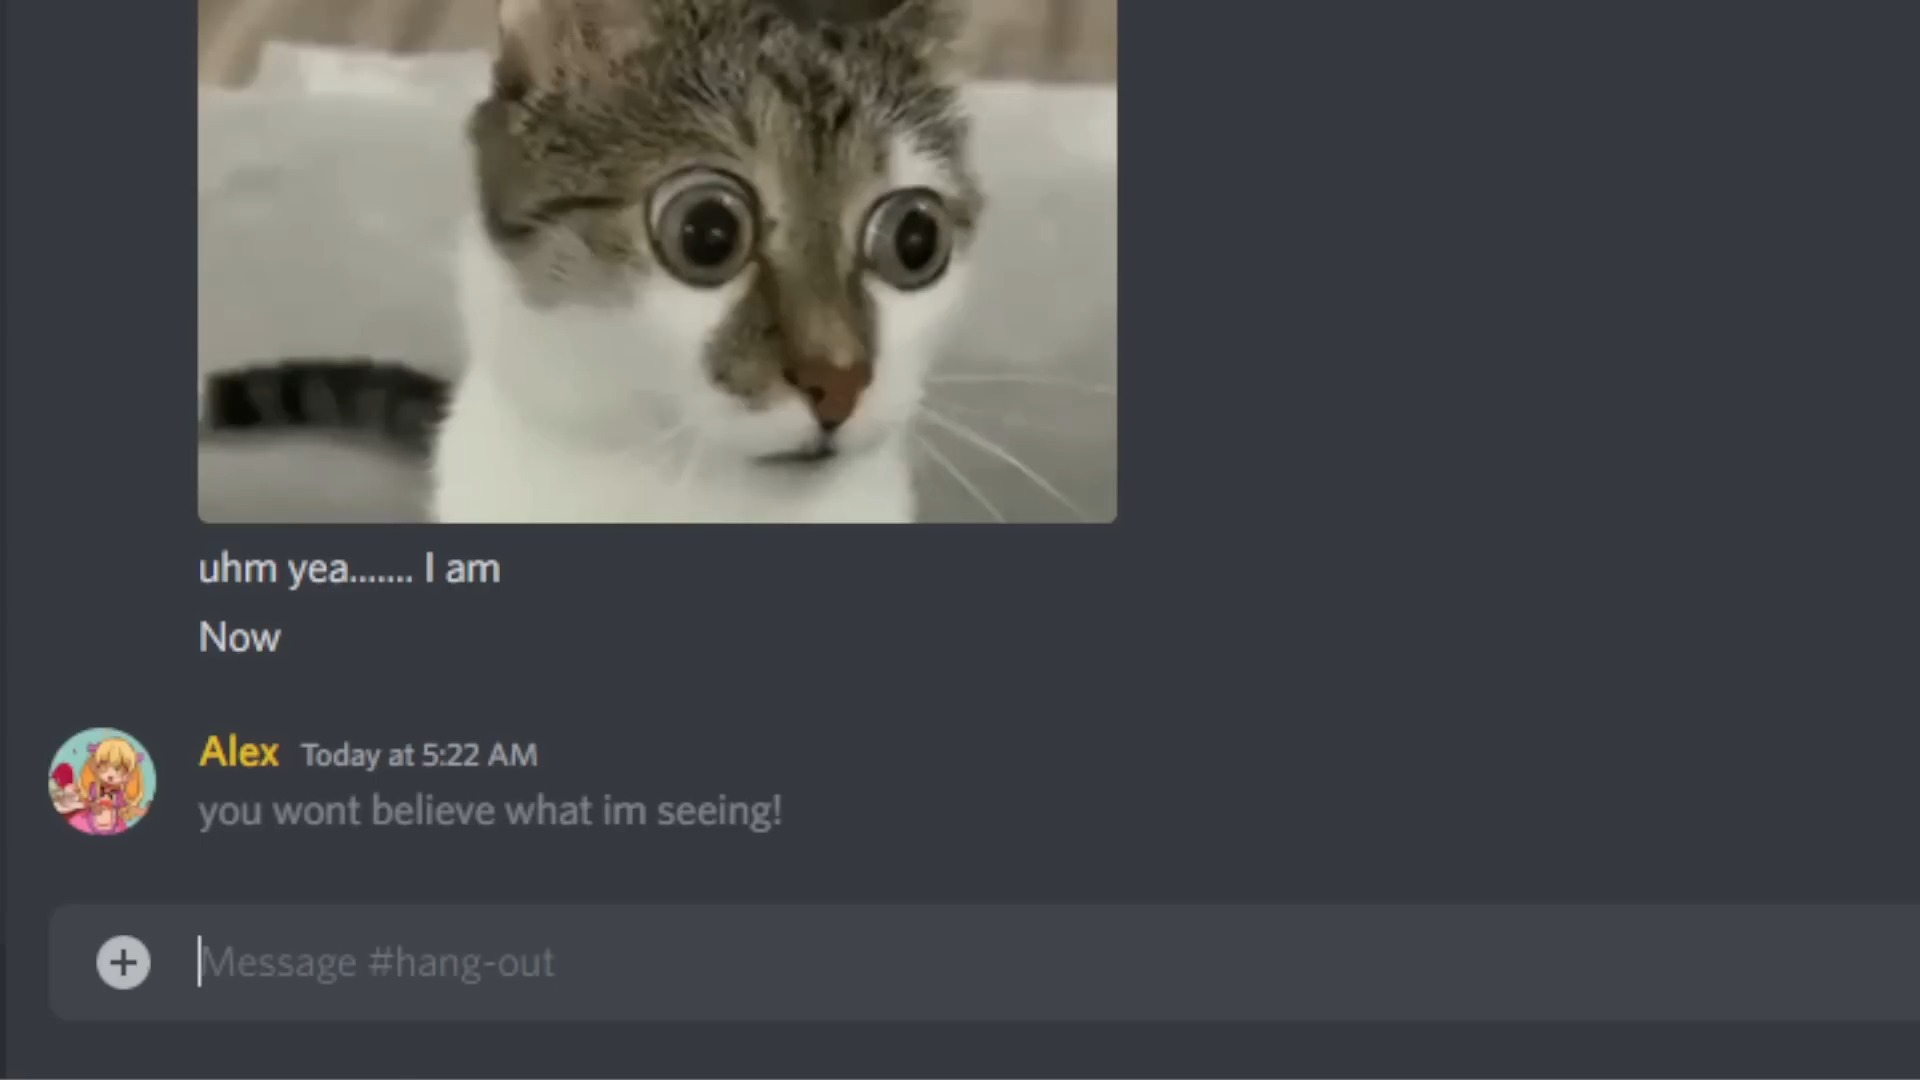 uhm yea....... I am
Now
Alex Today at 5:22 AM
you wont believe what im seeing!
Message #hang-out